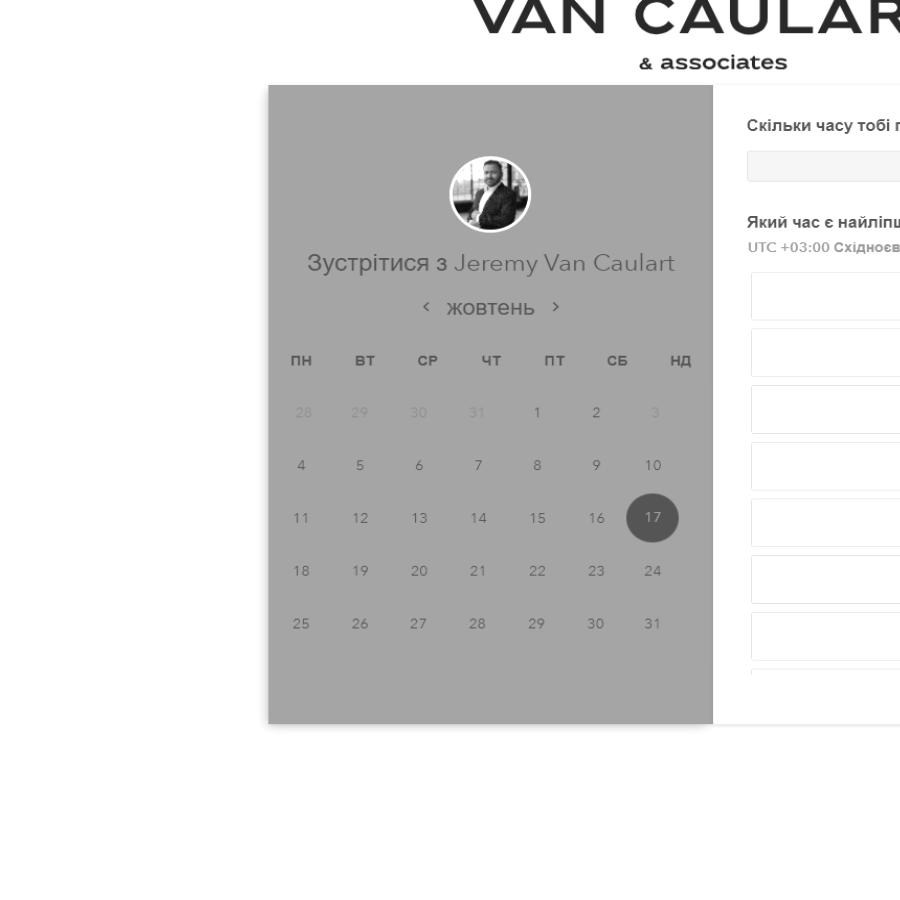 VAN CAULAR
& associates
Скільки часу тобі
Який час є найліпш
UTC +03:00 Східноєв
Зустрітися з Jeremy Van Caulart
< жовтень >
ПН ВТ СР ЧТ ПТ СБ НД
28 29 30 31 1 2 3
4 5 6 7 8 9 10
11 12 13 14 15 16 17
18 19 20 21 22 23 24
25 26 27 28 29 30 31